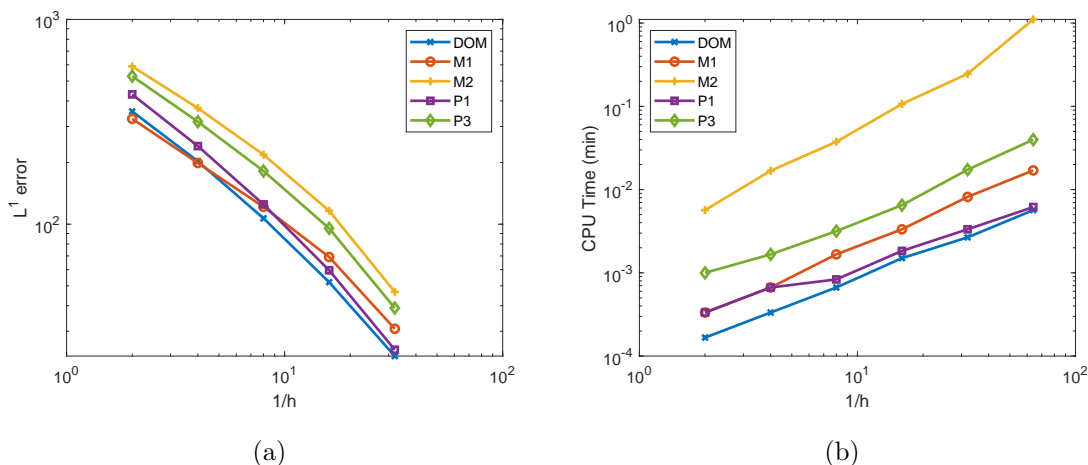 10^3
10^2
L^1 error
10^0
10^1
10^2
1/h
DOM
M1
M2
P1
P3
(a)
10^0
10^-1
10^-2
10^-3
10^-4
CPU Time (min)
10^0
10^1
10^2
1/h
DOM
M1
M2
P1
P3
(b)